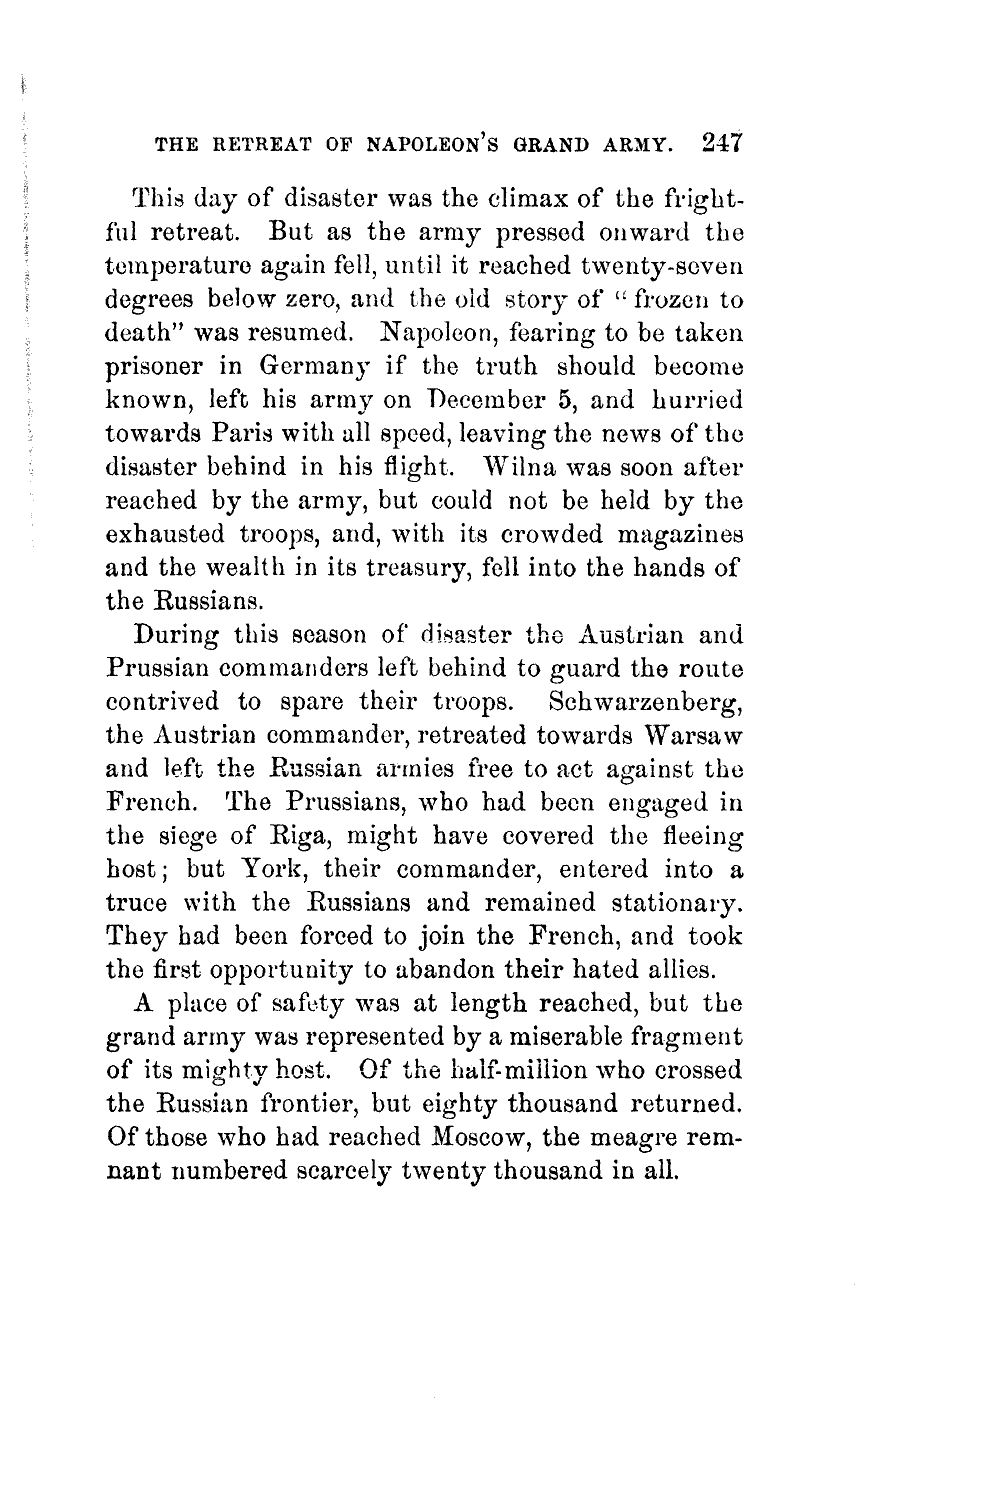 THE RETREAT OF NAPOLEON'S GRAND ARMY. 247
This day of disaster was the climax of the fright-
ful retreat. But as the army pressed onward the
temperature again fell, until it reached twenty-seven
degrees below zero, and the old story of "frozen to
death" was resumed. Napoleon, fearing to be taken
prisoner in Germany if the truth should become
known, left his army on December 5, and hurried
towards Paris with all speed, leaving the news of the
disaster behind in his flight. Wilna was soon after
reached by the army, but could not be held by the
exhausted troops, and, with its crowded magazines
and the wealth in its treasury, fell into the hands of
the Russians.
During this season of disaster the Austrian and
Prussian commanders left behind to guard the route
contrived to spare their troops. Schwarzenberg,
the Austrian commander, retreated towards Warsaw
and left the Russian armies free to act against the
French. The Prussians, who had been engaged in
the siege of Riga, might have covered the fleeing
host; but York, their commander, entered into a
truce with the Russians and remained stationary.
They had been forced to join the French, and took
the first opportunity to abandon their hated allies.
A place of safety was at length reached, but the
grand army was represented by a miserable fragment
of its mighty host. Of the half-million who crossed
the Russian frontier, but eighty thousand returned.
Of those who had reached Moscow, the meagre rem-
nant numbered scarcely twenty thousand in all.